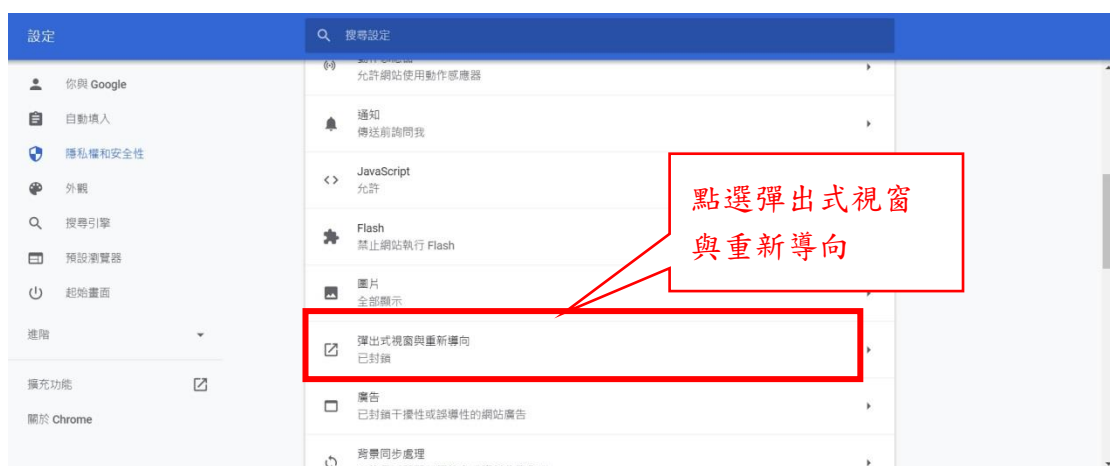 設定
搜尋設定
你與 Google
自動填人
隱私權和安全性
外觀
搜尋引擎
預設瀏覽器
起始畫面
進階
擴充功能
關於 Chrome
允許網站使用動作感應器
通知
傳送前詢問我
JavaScript
允許
Flash
禁止網站執行 Flash
圖片
全部顯示
彈出式視窗與重新導向
已封鎖
廣告
已封鎖干擾性或誤導性的網站廣告
背景同步處理
點選彈出式視窗
與重新導向